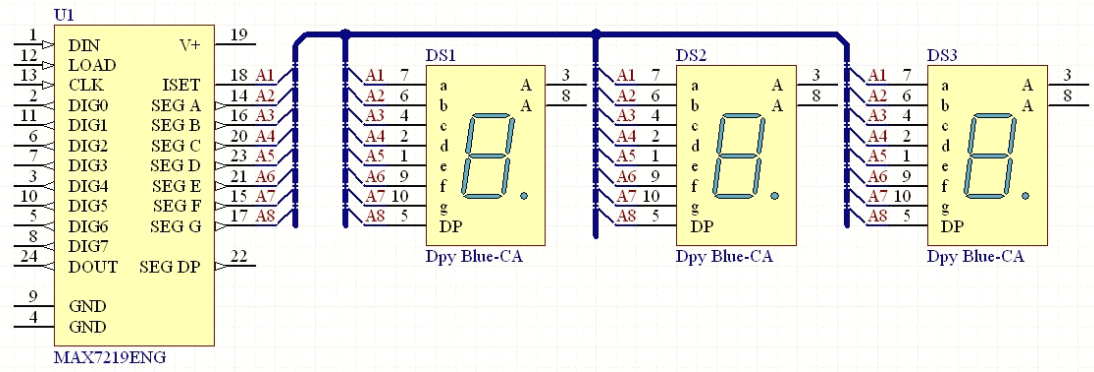 U1
1 DIN V+ 19
12 LOAD
13 CLK ISET 18 A1
2 DIG0 SEG A 14 A2
11 DIG1 SEG B 16 A3
6 DIG2 SEG C 20 A4
7 DIG3 SEG D 23 A5
3 DIG4 SEG E 21 A6
10 DIG5 SEG F 15 A7
5 DIG6 SEG G 17 A8
8 DIG7
24 DOUT SEG DP 22
9 GND
4 GND
MAX7219ENG
DS1
A1 7 a A 3
A2 6 b A 8
A3 4 c
A4 2 d
A5 1 e
A6 9 f
A7 10 g
A8 5 DP
Dpy Blue-CA
DS2
A1 7 a A 3
A2 6 b A 8
A3 4 c
A4 2 d
A5 1 e
A6 9 f
A7 10 g
A8 5 DP
Dpy Blue-CA
DS3
A1 7 a A 3
A2 6 b A 8
A3 4 c
A4 2 d
A5 1 e
A6 9 f
A7 10 g
A8 5 DP
Dpy Blue-CA